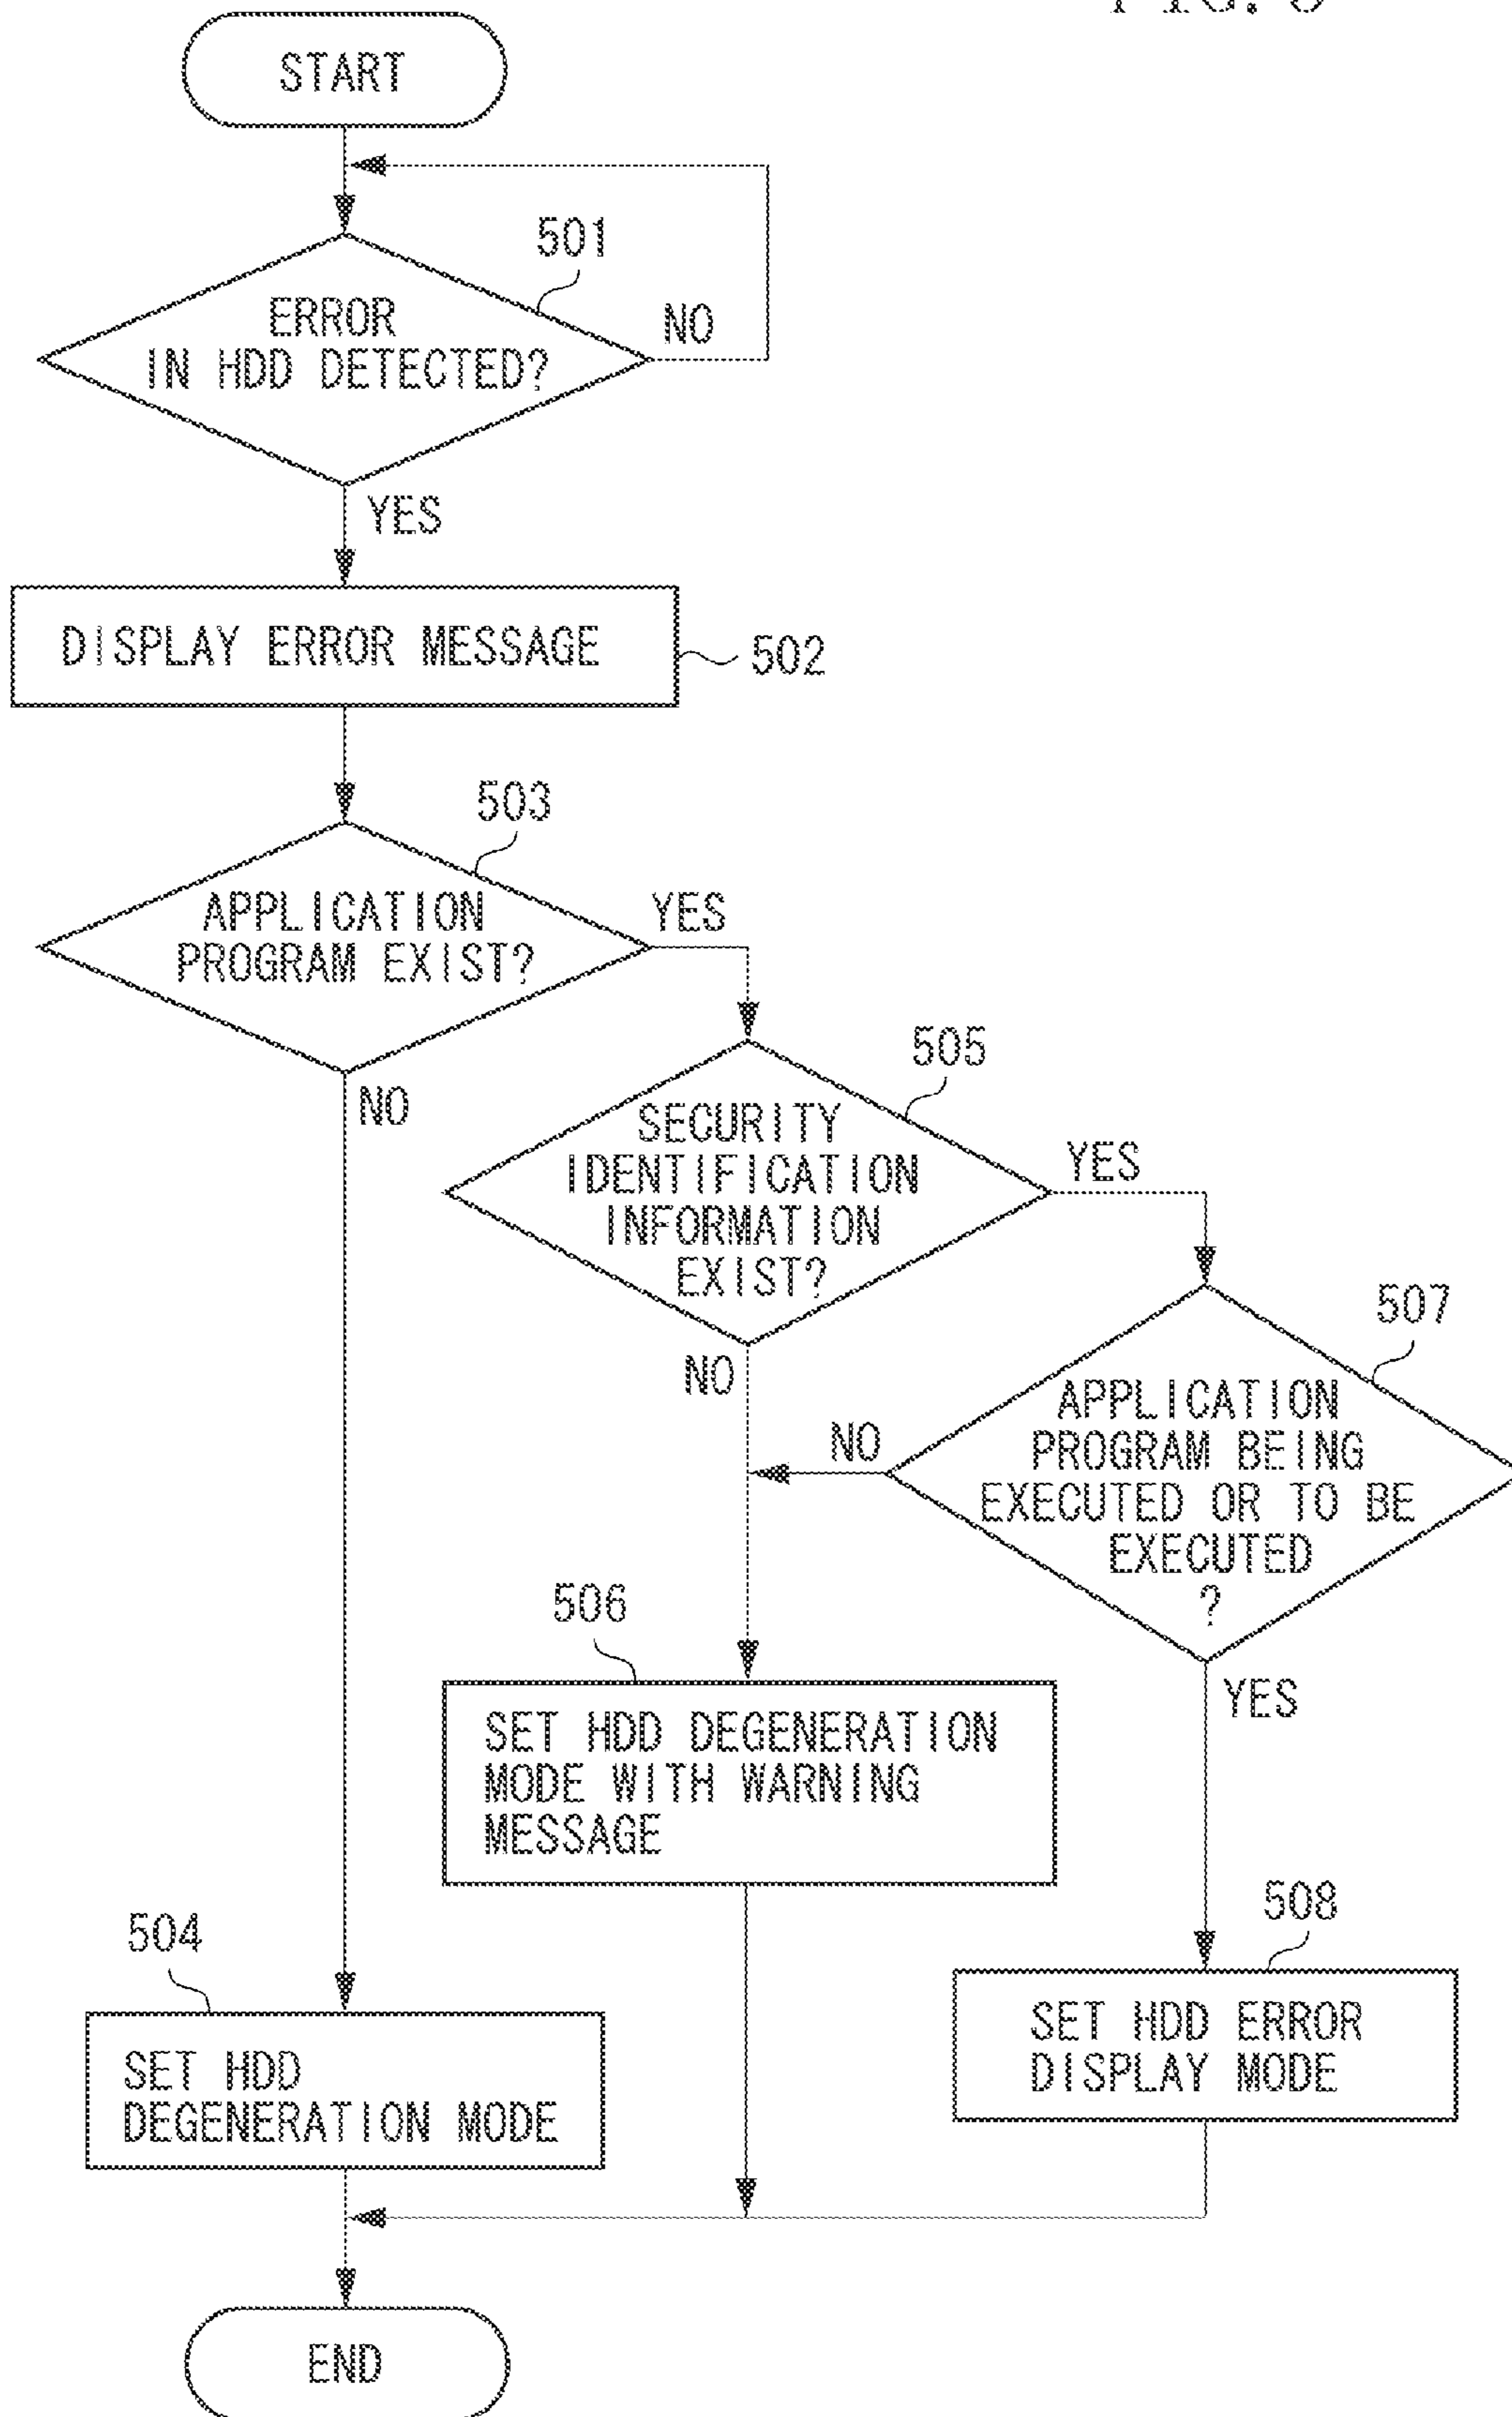 START
501
ERROR
IN HDD DETECTED?
NO
YES
DISPLAY ERROR MESSAGE
502
503
APPLICATION
PROGRAM EXIST?
YES
NO
505
SECURITY
IDENTIFICATION
INFORMATION
EXIST?
YES
NO
507
APPLICATION
PROGRAM BEING
EXECUTED OR TO BE
EXECUTED
?
NO
YES
506
SET HDD DEGENERATION
MODE WITH WARNING
MESSAGE
508
SET HDD ERROR
DISPLAY MODE
504
SET HDD
DEGENERATION MODE
END